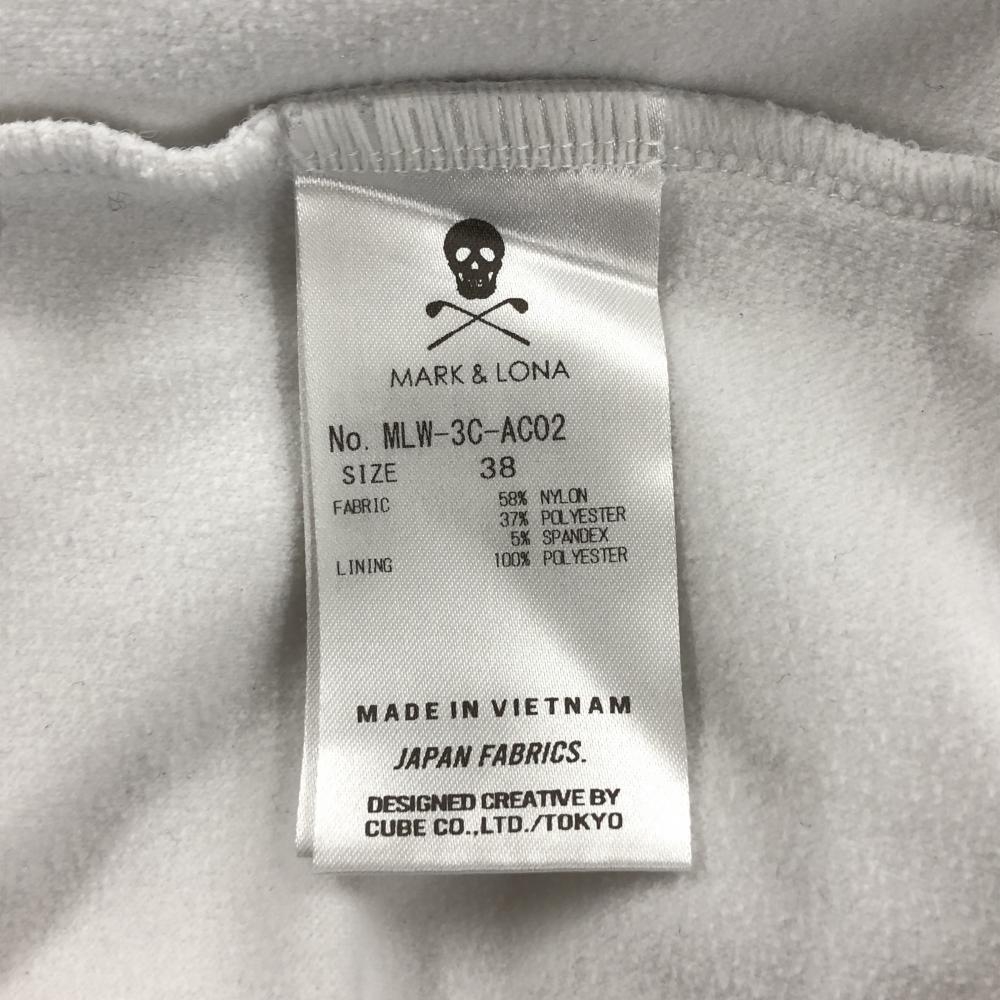 MARK & LONA
No. MLW-3C-AC02
SIZE 38
FABRIC 58% NYLON
37% POLYESTER
5% SPANDEX
LINING 100% POLYESTER
MADE IN VIETNAM
JAPAN FABRICS.
DESIGNED CREATIVE BY
CUBE CO.,LTD./TOKYO